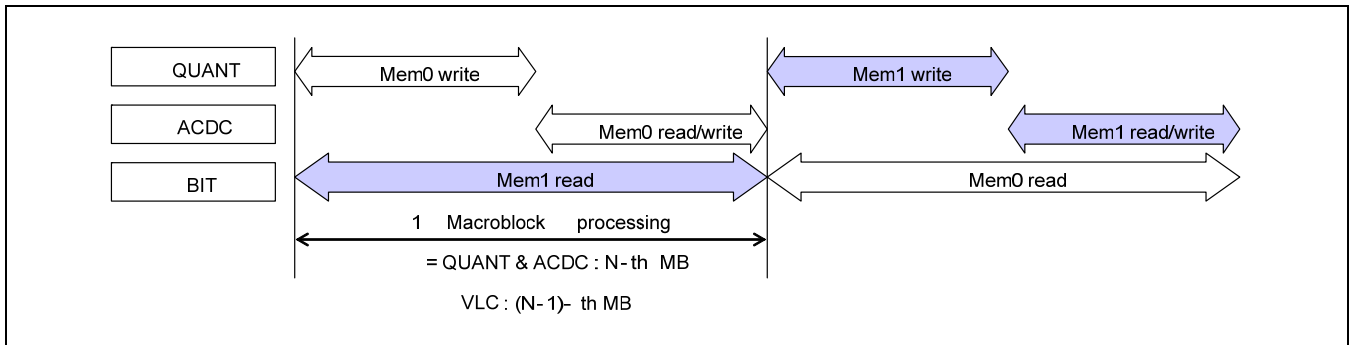 QUANT Mem0 write Mem1 write
ACDC Mem0 read/write Mem1 read/write
BIT Mem1 read Mem0 read
1 Macroblock processing
= QUANT & ACDC : N-th MB
VLC : (N-1)- th MB